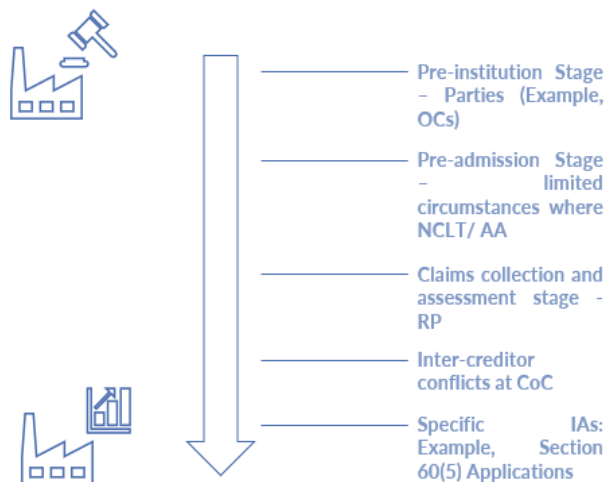 Pre-institution Stage
– Parties (Example,
OCs)
Pre-admission Stage
– limited
circumstances where
NCLT/ AA
Claims collection and
assessment stage -
RP
Inter-creditor
conflicts at CoC
Specific IAs:
Example, Section
60(5) Applications